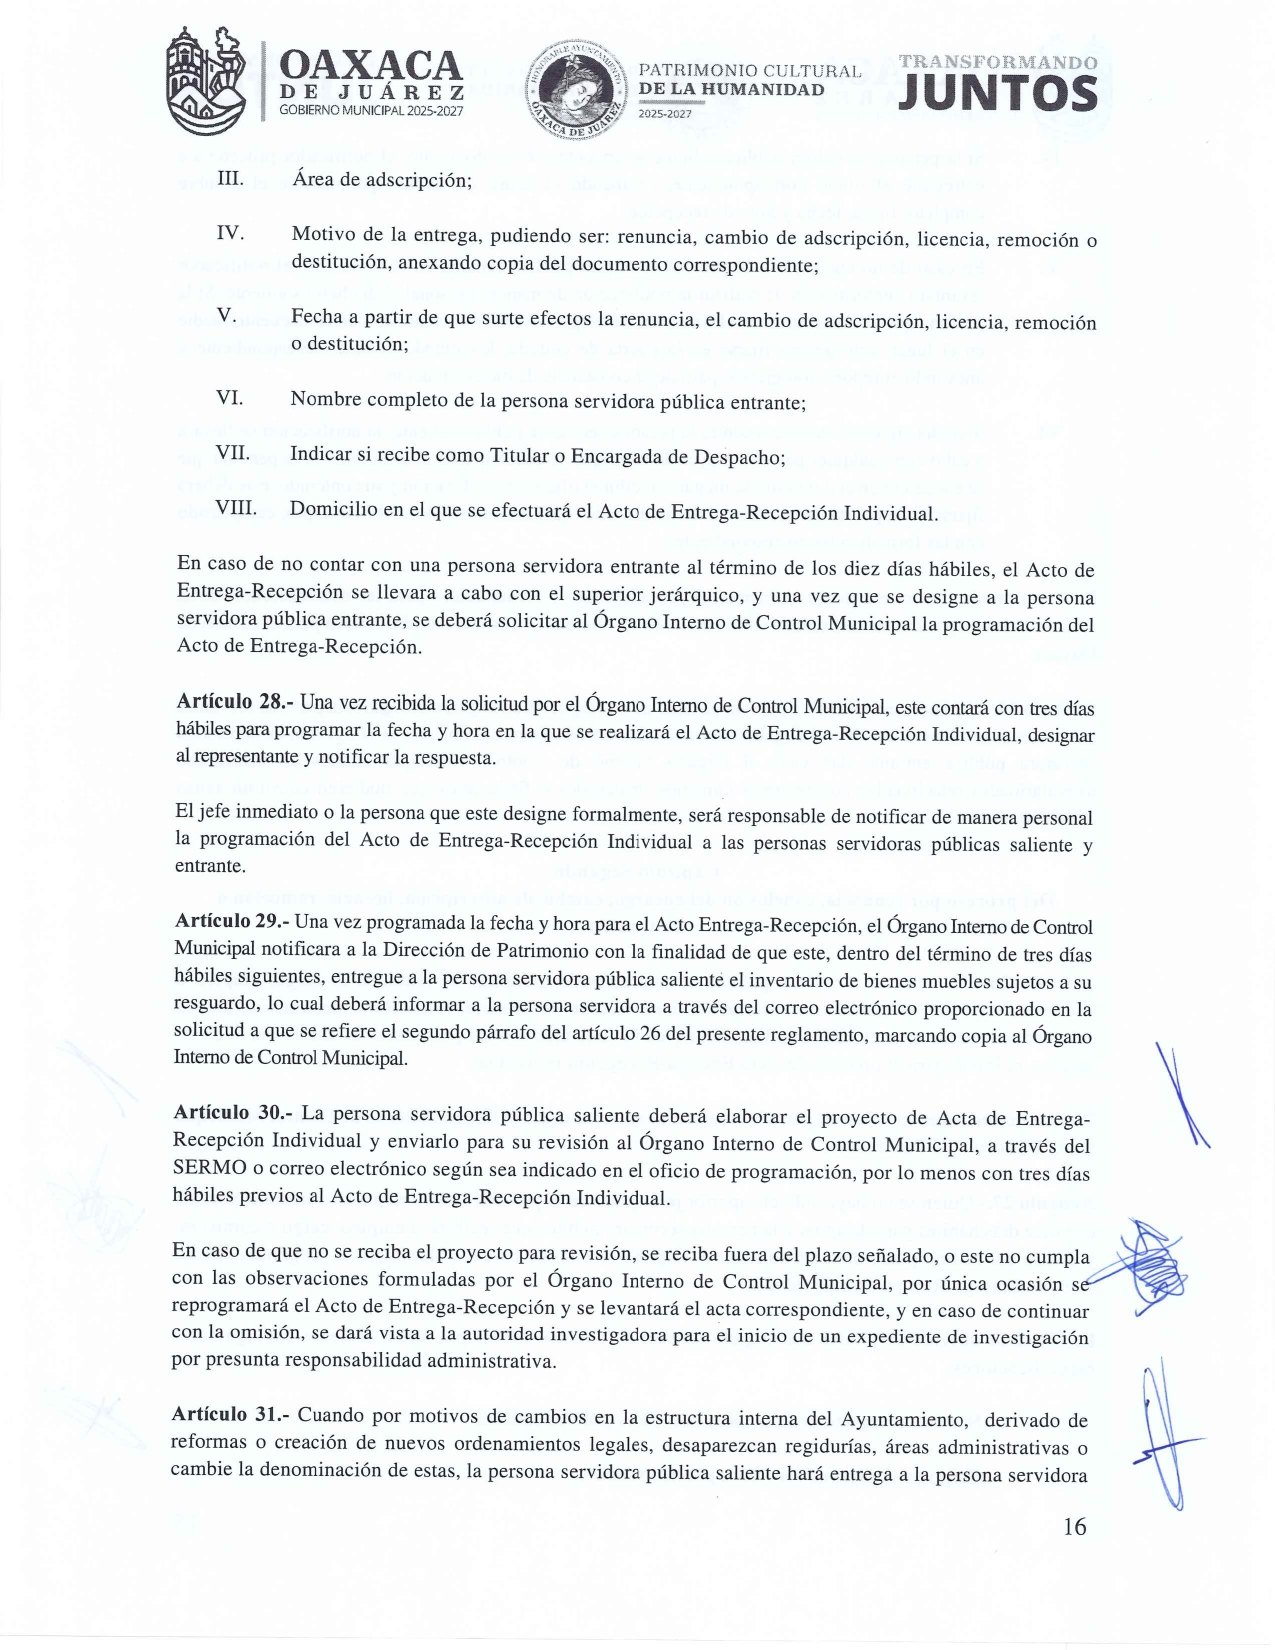 OAXACA
DE JUÁREZ
GOBIERNO MUNICIPAL 2025-2027
HONORABLE AYUNTAMIENTO
OAXACA DE JUÁREZ
PATRIMONIO CULTURAL
DE LA HUMANIDAD
2025-2027
TRANSFORMANDO
JUNTOS
III. Área de adscripción;
IV. Motivo de la entrega, pudiendo ser: renuncia, cambio de adscripción, licencia, remoción o
destitución, anexando copia del documento correspondiente;
V. Fecha a partir de que surte efectos la renuncia, el cambio de adscripción, licencia, remoción
o destitución;
VI. Nombre completo de la persona servidora pública entrante;
VII. Indicar si recibe como Titular o Encargada de Despacho;
VIII. Domicilio en el que se efectuará el Acto de Entrega-Recepción Individual.
En caso de no contar con una persona servidora entrante al término de los diez días hábiles, el Acto de
Entrega-Recepción se llevara a cabo con el superior jerárquico, y una vez que se designe a la persona
servidora pública entrante, se deberá solicitar al Órgano Interno de Control Municipal la programación del
Acto de Entrega-Recepción.
Artículo 28.- Una vez recibida la solicitud por el Órgano Interno de Control Municipal, este contará con tres días
hábiles para programar la fecha y hora en la que se realizará el Acto de Entrega-Recepción Individual, designar
al representante y notificar la respuesta.
El jefe inmediato o la persona que este designe formalmente, será responsable de notificar de manera personal
la programación del Acto de Entrega-Recepción Individual a las personas servidoras públicas saliente y
entrante.
Artículo 29.- Una vez programada la fecha y hora para el Acto Entrega-Recepción, el Órgano Interno de Control
Municipal notificara a la Dirección de Patrimonio con la finalidad de que este, dentro del término de tres días
hábiles siguientes, entregue a la persona servidora pública saliente el inventario de bienes muebles sujetos a su
resguardo, lo cual deberá informar a la persona servidora a través del correo electrónico proporcionado en la
solicitud a que se refiere el segundo párrafo del artículo 26 del presente reglamento, marcando copia al Órgano
Interno de Control Municipal.
Artículo 30.- La persona servidora pública saliente deberá elaborar el proyecto de Acta de Entrega-
Recepción Individual y enviarlo para su revisión al Órgano Interno de Control Municipal, a través del
SERMO o correo electrónico según sea indicado en el oficio de programación, por lo menos con tres días
hábiles previos al Acto de Entrega-Recepción Individual.
En caso de que no se reciba el proyecto para revisión, se reciba fuera del plazo señalado, o este no cumpla
con las observaciones formuladas por el Órgano Interno de Control Municipal, por única ocasión se
reprogramará el Acto de Entrega-Recepción y se levantará el acta correspondiente, y en caso de continuar
con la omisión, se dará vista a la autoridad investigadora para el inicio de un expediente de investigación
por presunta responsabilidad administrativa.
Artículo 31.- Cuando por motivos de cambios en la estructura interna del Ayuntamiento, derivado de
reformas o creación de nuevos ordenamientos legales, desaparezcan regidurías, áreas administrativas o
cambie la denominación de estas, la persona servidora pública saliente hará entrega a la persona servidora
16